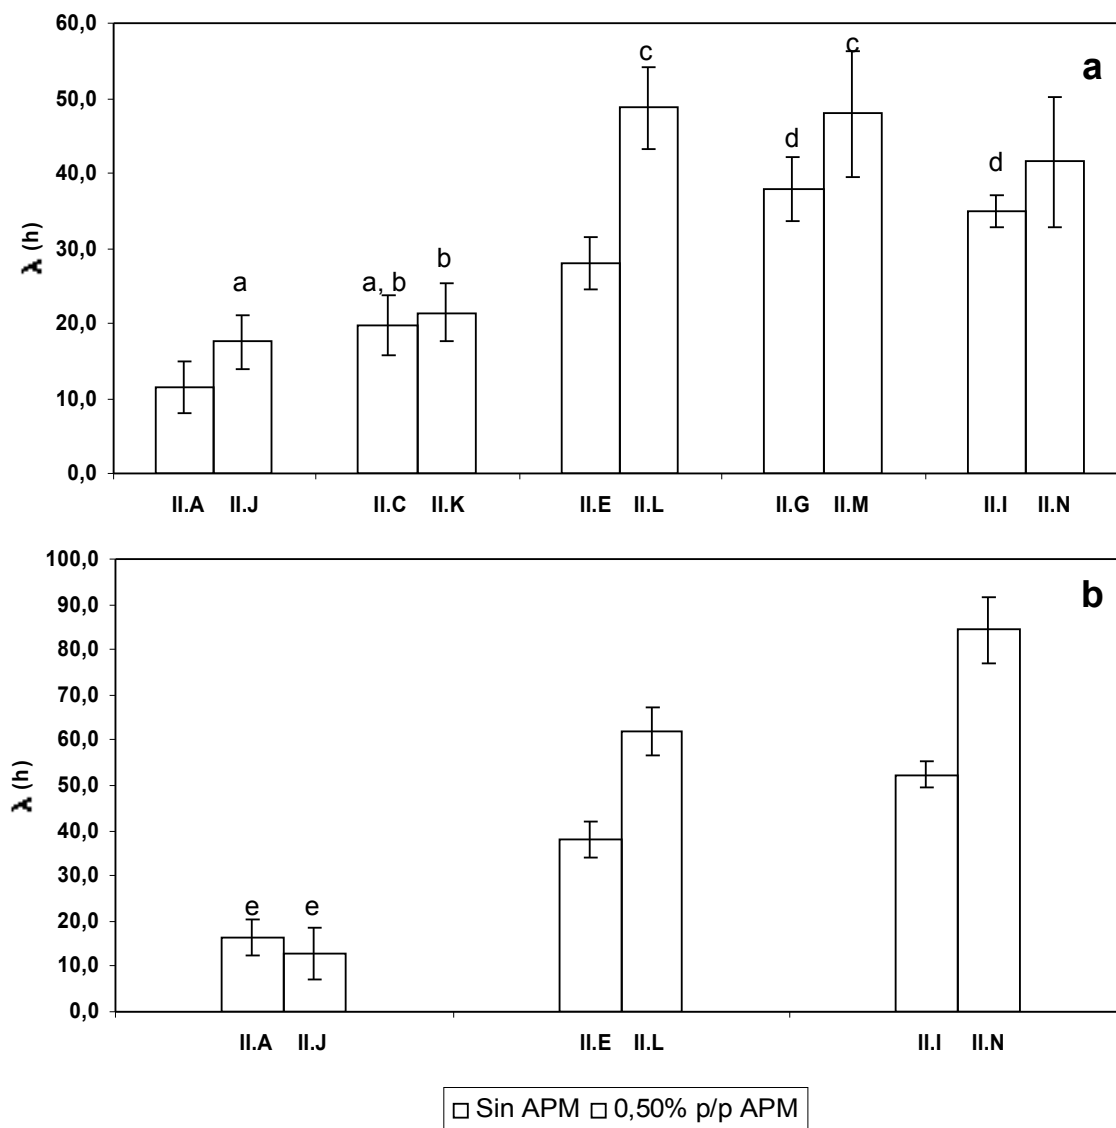 60,0
50,0
40,0
30,0
20,0
10,0
0,0
λ (h)
a
a
a, b
b
c
d
c
d
II.A II.J II.C II.K II.E II.L II.G II.M II.I II.N
100,0
90,0
80,0
70,0
60,0
50,0
40,0
30,0
20,0
10,0
0,0
λ (h)
b
e e
II.A II.J II.E II.L II.I II.N
Sin APM 0,50% p/p APM